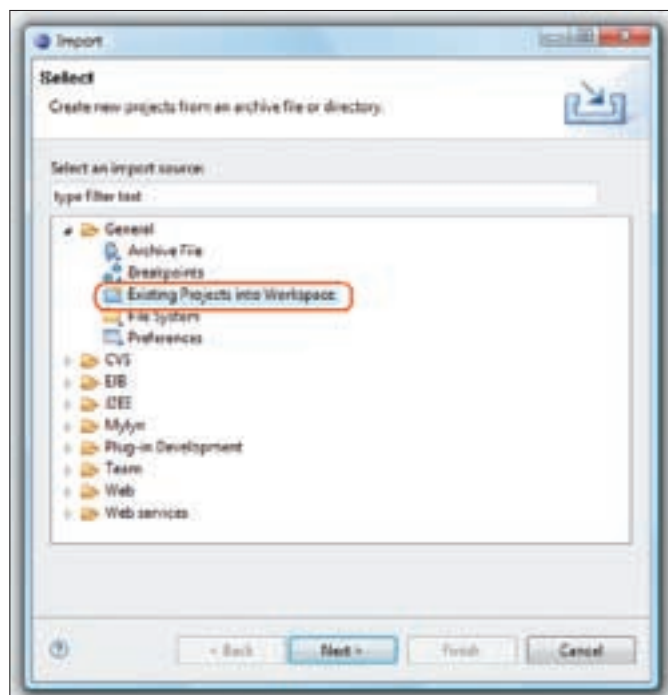 Import
Select
Create new projects from an archive file or directory.
Select an import source:
type filter text
General
Archive File
Breakpoints
Existing Projects into Workspace
File System
Preferences
CVS
EJB
J2EE
Mylyn
Plug-in Development
Team
Web
Web services
< Back
Next >
Finish
Cancel